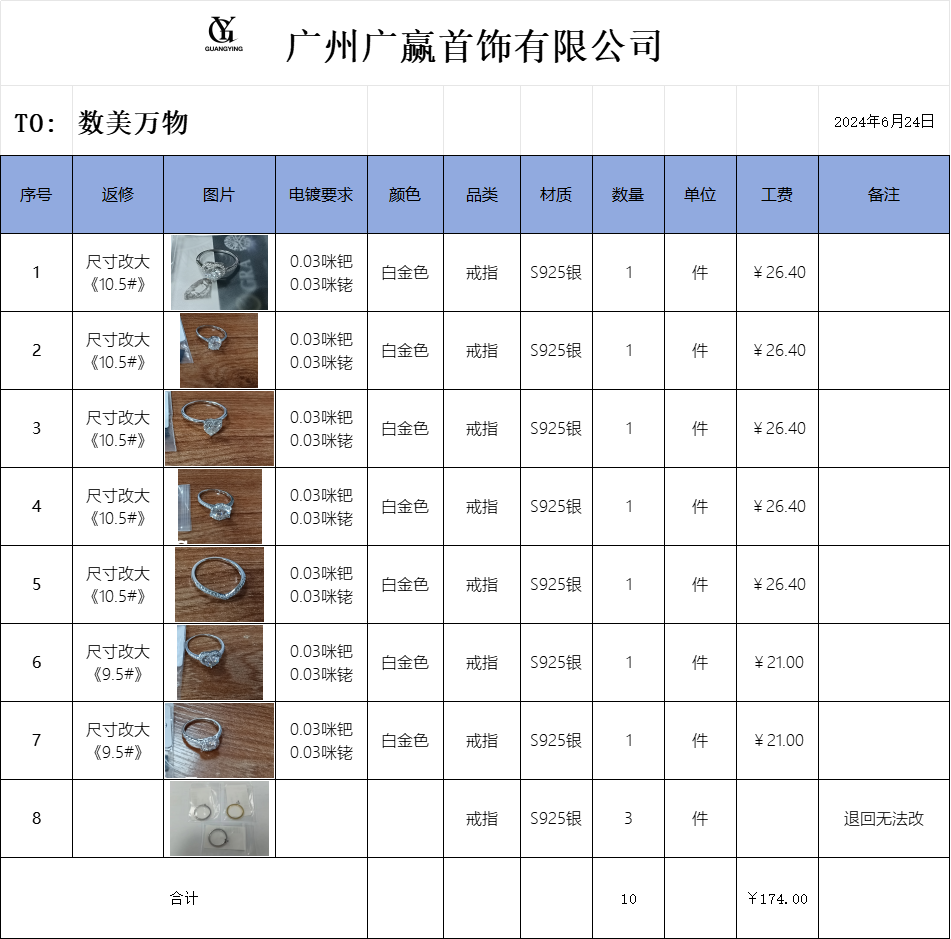 GY
GUANGYING
广州广赢首饰有限公司
TO: 数美万物 2024年6月24日
序号 返修 图片 电镀要求 颜色 品类 材质 数量 单位 工费 备注
1 尺寸改大《10.5#》 0.03咪钯 0.03咪铑 白金色 戒指 S925银 1 件 ￥26.40
2 尺寸改大《10.5#》 0.03咪钯 0.03咪铑 白金色 戒指 S925银 1 件 ￥26.40
3 尺寸改大《10.5#》 0.03咪钯 0.03咪铑 白金色 戒指 S925银 1 件 ￥26.40
4 尺寸改大《10.5#》 0.03咪钯 0.03咪铑 白金色 戒指 S925银 1 件 ￥26.40
5 尺寸改大《10.5#》 0.03咪钯 0.03咪铑 白金色 戒指 S925银 1 件 ￥26.40
6 尺寸改大《9.5#》 0.03咪钯 0.03咪铑 白金色 戒指 S925银 1 件 ￥21.00
7 尺寸改大《9.5#》 0.03咪钯 0.03咪铑 白金色 戒指 S925银 1 件 ￥21.00
8 戒指 S925银 3 件 退回无法改
合计 10 ￥174.00